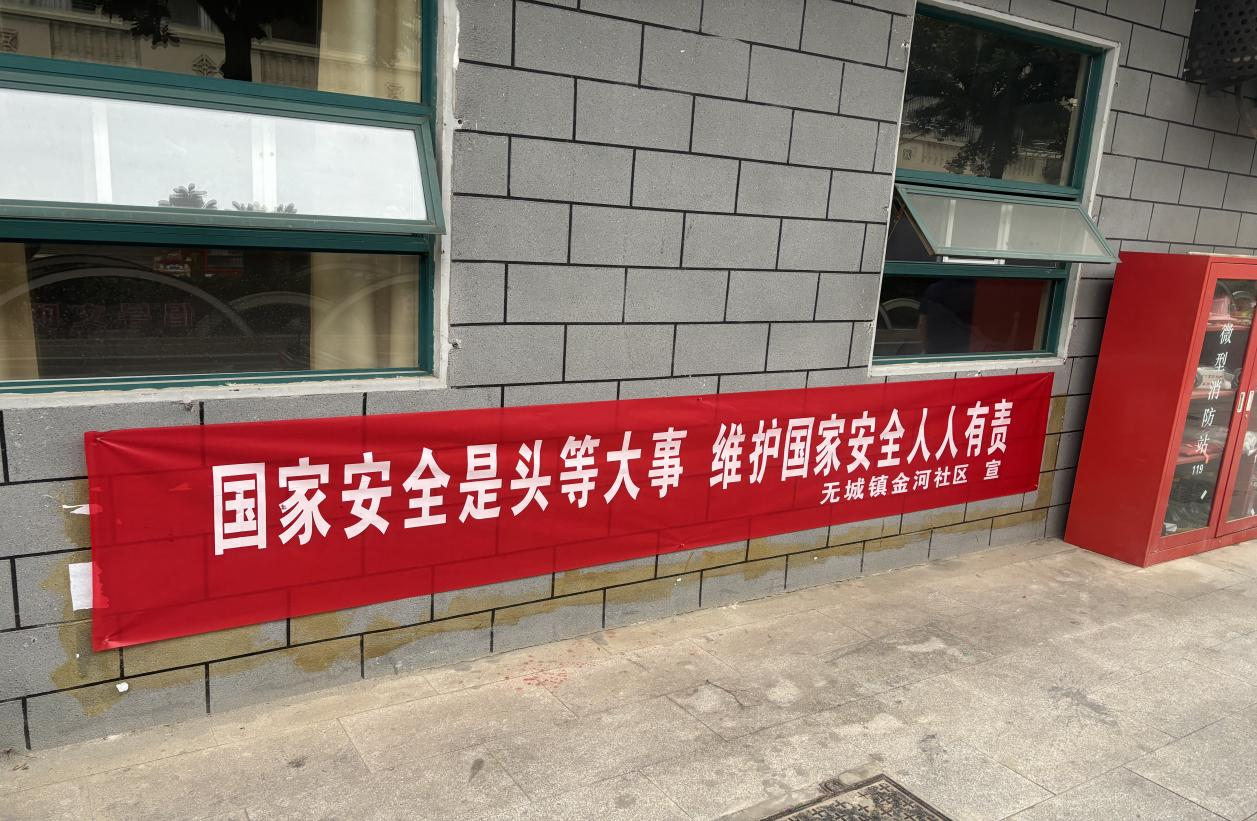 国家安全是头等大事 维护国家安全人人有责
无城镇金河社区 宣
微型消防站
119